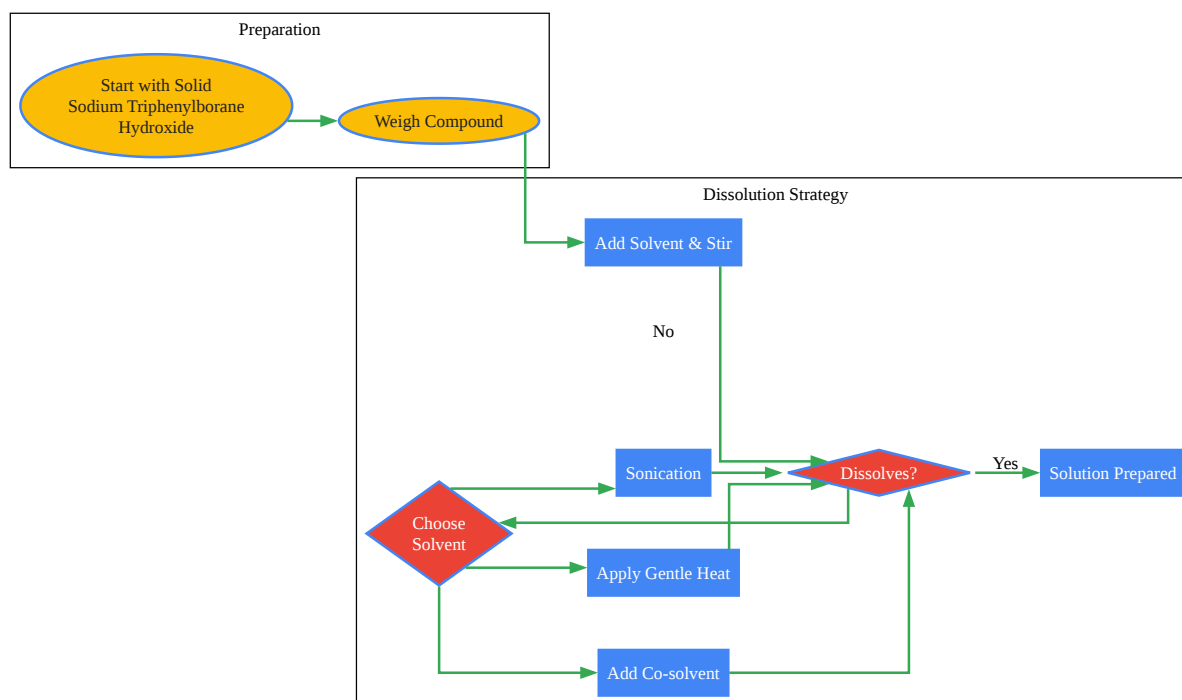 Preparation
Start with Solid
Sodium Triphenylborane
Hydroxide
Weigh Compound
Dissolution Strategy
Add Solvent & Stir
No
Sonication
Dissolves?
Yes
Solution Prepared
Choose
Solvent
Apply Gentle Heat
Add Co-solvent